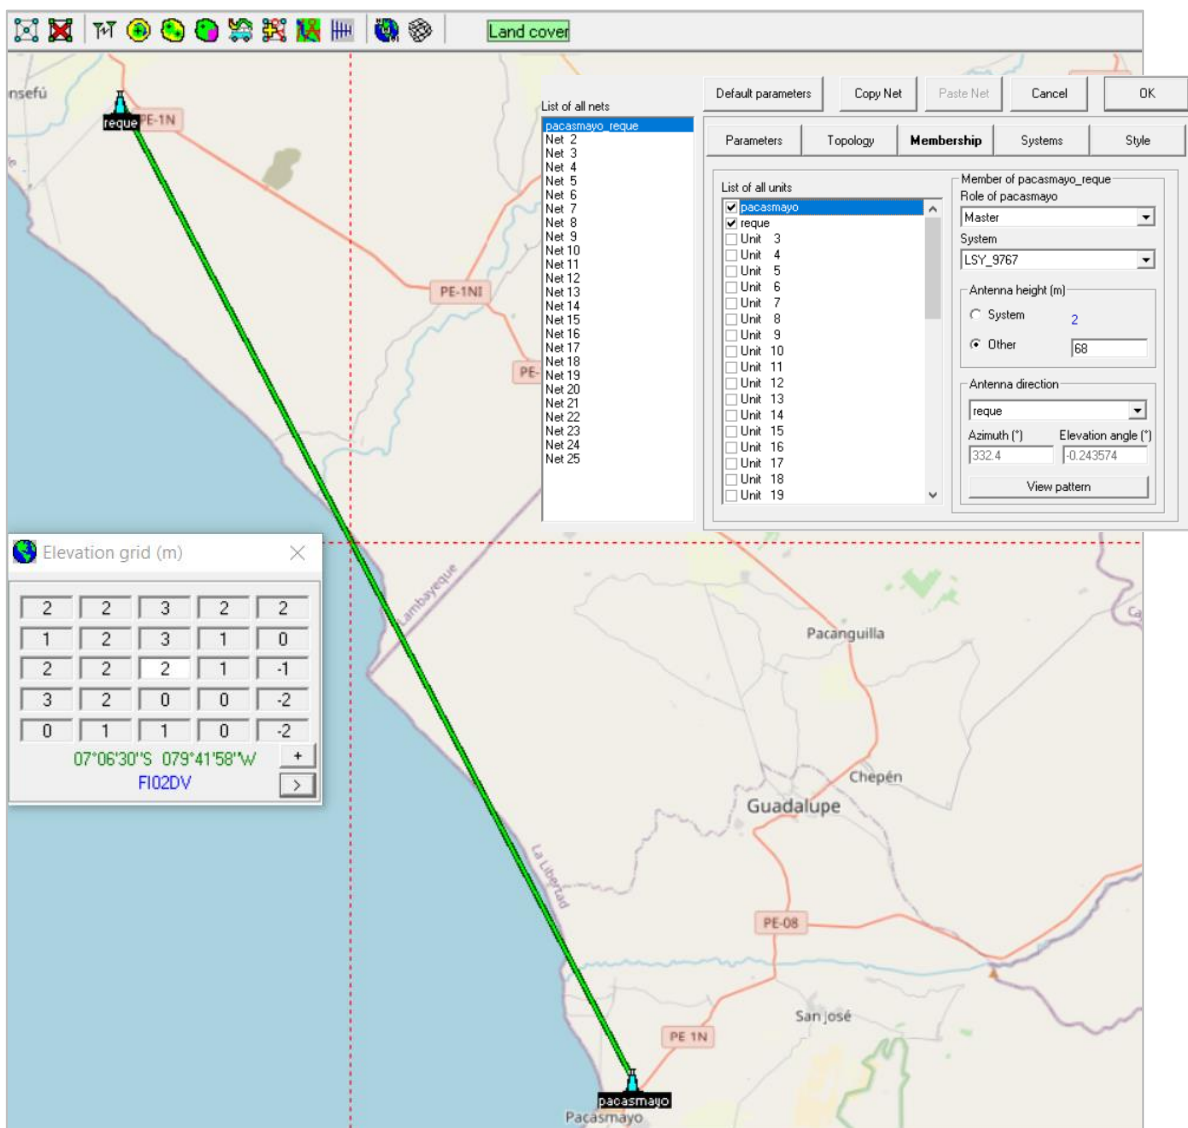 Land cover
nsefú
reque
PE-1N
PE-1NI
PE-
List of all nets
pacasmayo_reque
Net 2
Net 3
Net 4
Net 5
Net 6
Net 7
Net 8
Net 9
Net 10
Net 11
Net 12
Net 13
Net 14
Net 15
Net 16
Net 17
Net 18
Net 19
Net 20
Net 21
Net 22
Net 23
Net 24
Net 25
Default parameters Copy Net Paste Net Cancel OK
Parameters Topology Membership Systems Style
List of all units
pacasmayo
reque
Unit 3
Unit 4
Unit 5
Unit 6
Unit 7
Unit 8
Unit 9
Unit 10
Unit 11
Unit 12
Unit 13
Unit 14
Unit 15
Unit 16
Unit 17
Unit 18
Unit 19
Member of pacasmayo_reque
Role of pacasmayo
Master
System
LSY_9767
Antenna height (m)
System 2
Other 68
Antenna direction
reque
Azimuth (°) Elevation angle (°)
332.4 -0.243574
View pattern
Elevation grid (m)
2 2 3 2 2
1 2 3 1 0
2 2 2 1 -1
3 2 0 0 -2
0 1 1 0 -2
07°06'30''S 079°41'58''W +
FI02DV >
Lambayeque
Ca
Pacanguilla
Chepén
Guadalupe
La Libertad
PE-08
San José
PE 1N
pacasmayo
Pacasmayo